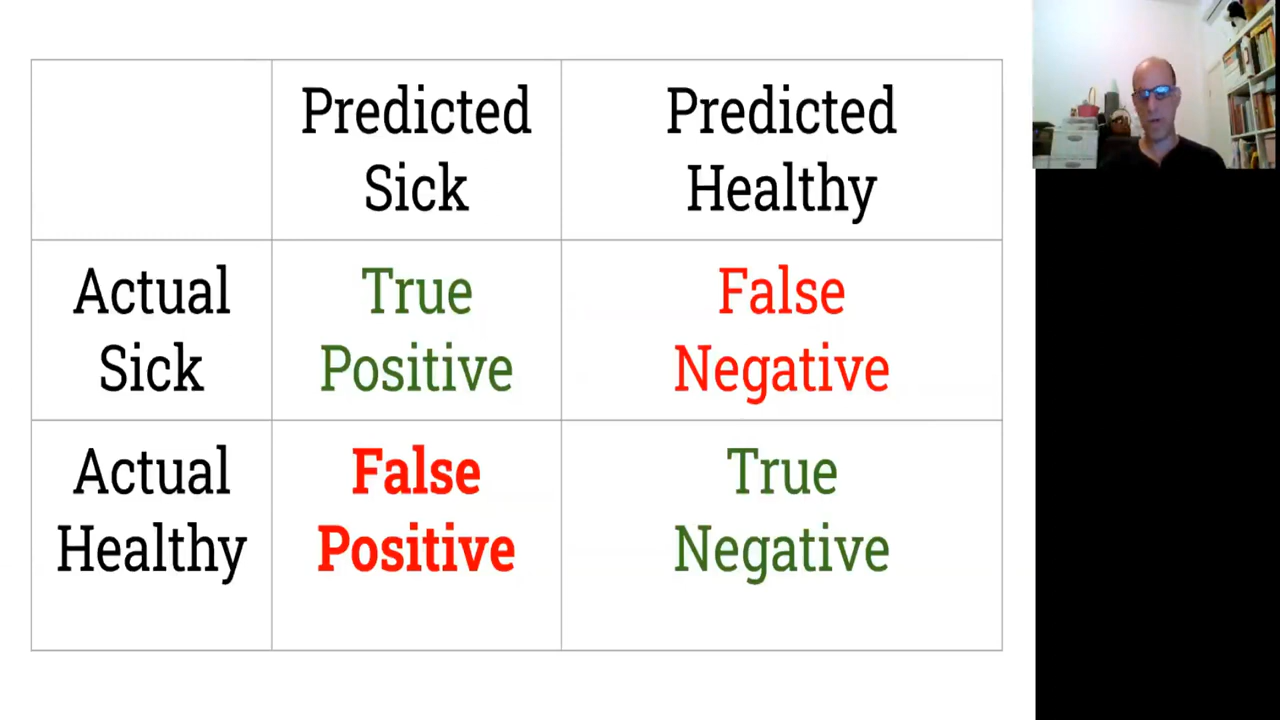 Predicted
Sick
Predicted
Healthy
Actual
Sick
True
Positive
False
Negative
Actual
Healthy
False
Positive
True
Negative